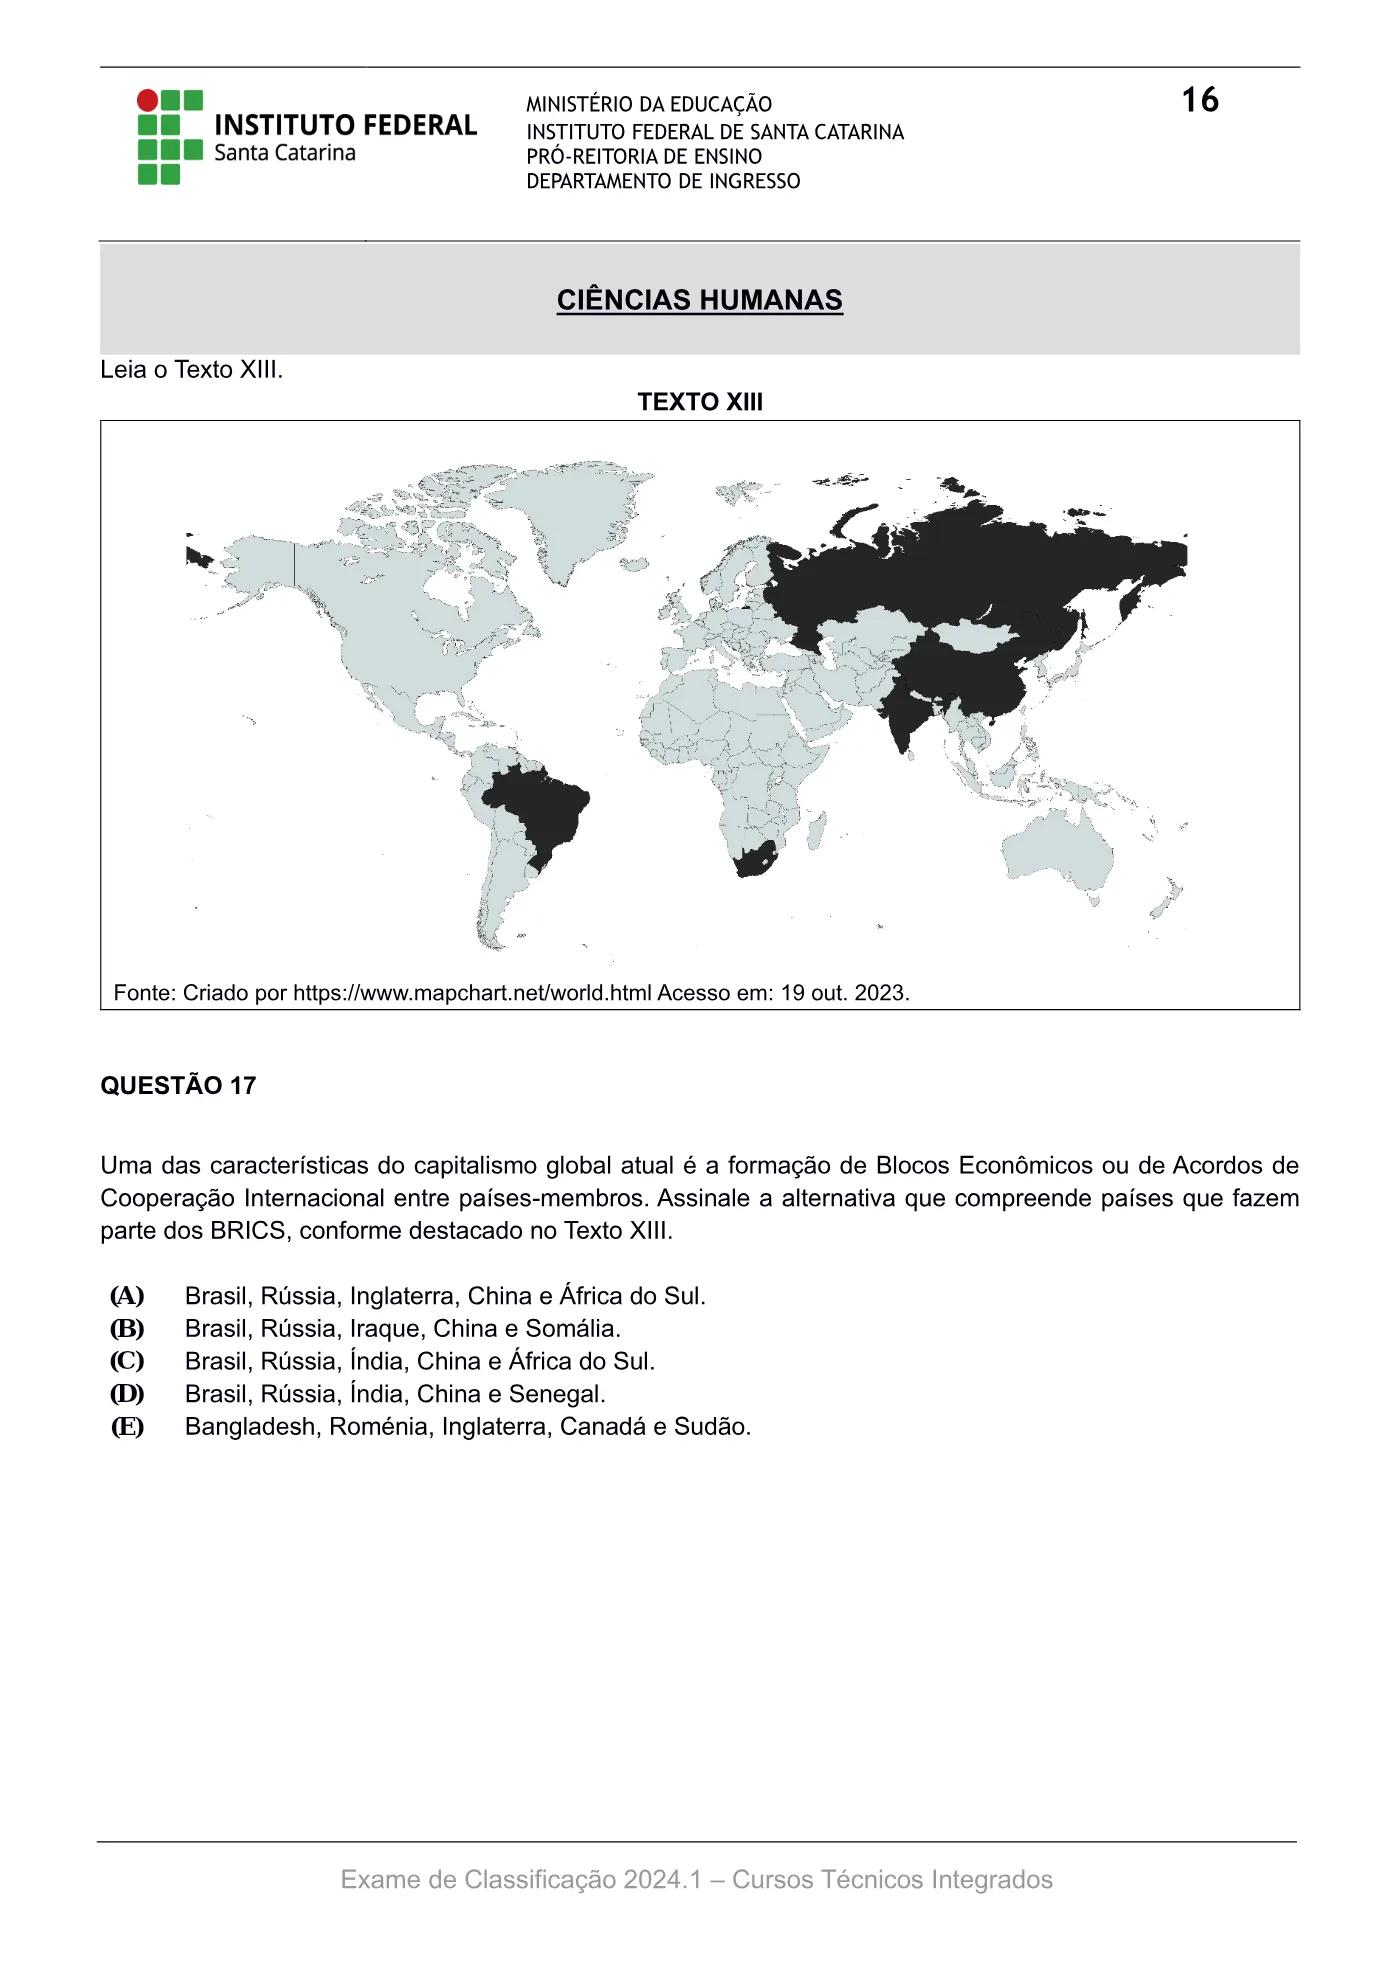 INSTITUTO FEDERAL
Santa Catarina
MINISTÉRIO DA EDUCAÇÃO
INSTITUTO FEDERAL DE SANTA CATARINA
PRÓ-REITORIA DE ENSINO
DEPARTAMENTO DE INGRESSO
16
CIÊNCIAS HUMANAS
Leia o Texto XIII.
TEXTO XIII
Fonte: Criado por https://www.mapchart.net/world.html Acesso em: 19 out. 2023.
QUESTÃO 17
Uma das características do capitalismo global atual é a formação de Blocos Econômicos ou de Acordos de
Cooperação Internacional entre países-membros. Assinale a alternativa que compreende países que fazem
parte dos BRICS, conforme destacado no Texto XIII.
(A) Brasil, Rússia, Inglaterra, China e África do Sul.
(B) Brasil, Rússia, Iraque, China e Somália.
(C) Brasil, Rússia, Índia, China e África do Sul.
(D) Brasil, Rússia, Índia, China e Senegal.
(E) Bangladesh, Roménia, Inglaterra, Canadá e Sudão.
Exame de Classificação 2024.1 – Cursos Técnicos Integrados